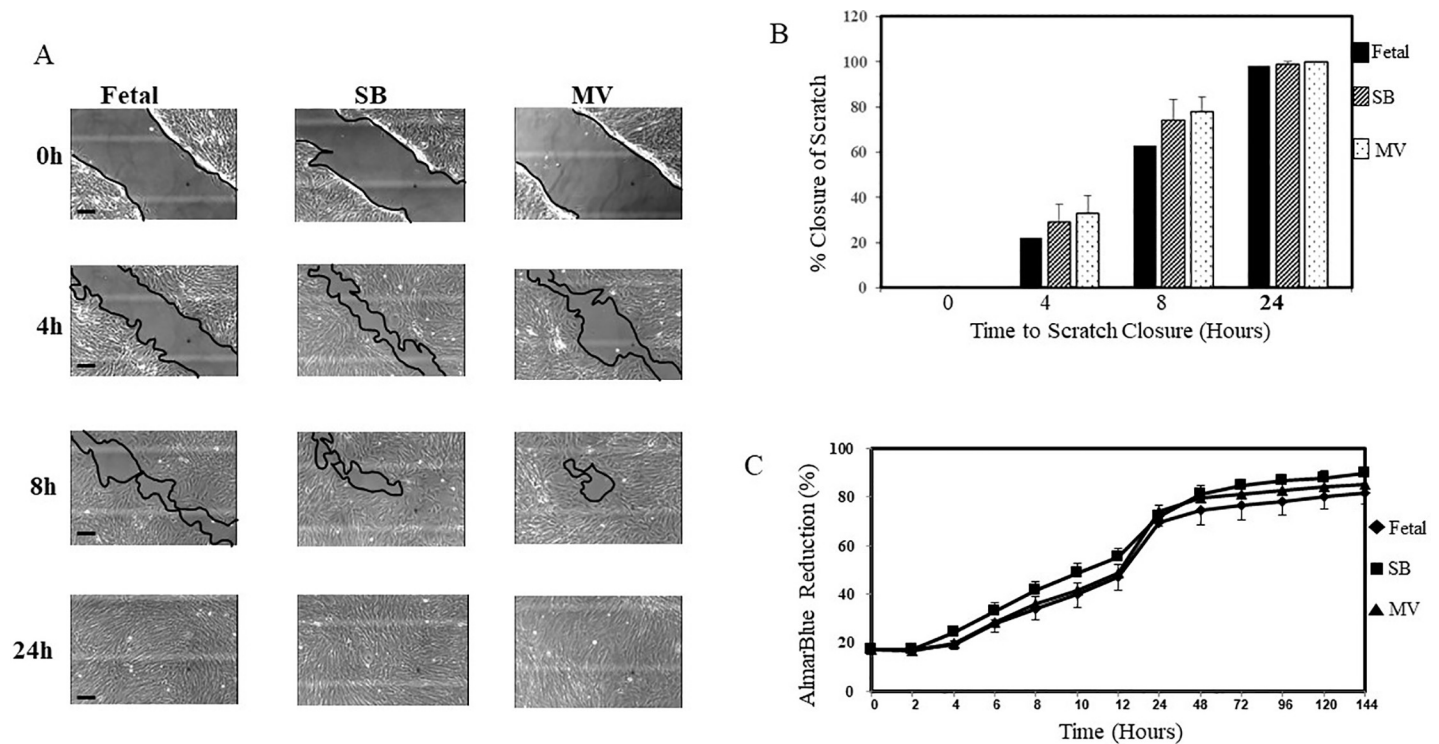 A
Fetal SB MV
0h
4h
8h
24h
B
% Closure of Scratch
120
100
80
60
40
20
0
0 4 8 24
Time to Scratch Closure (Hours)
Fetal
SB
MV
C
AlmarBlue Reduction (%)
100
80
60
40
20
0
0 2 4 6 8 10 12 24 48 72 96 120 144
Time (Hours)
Fetal
SB
MV